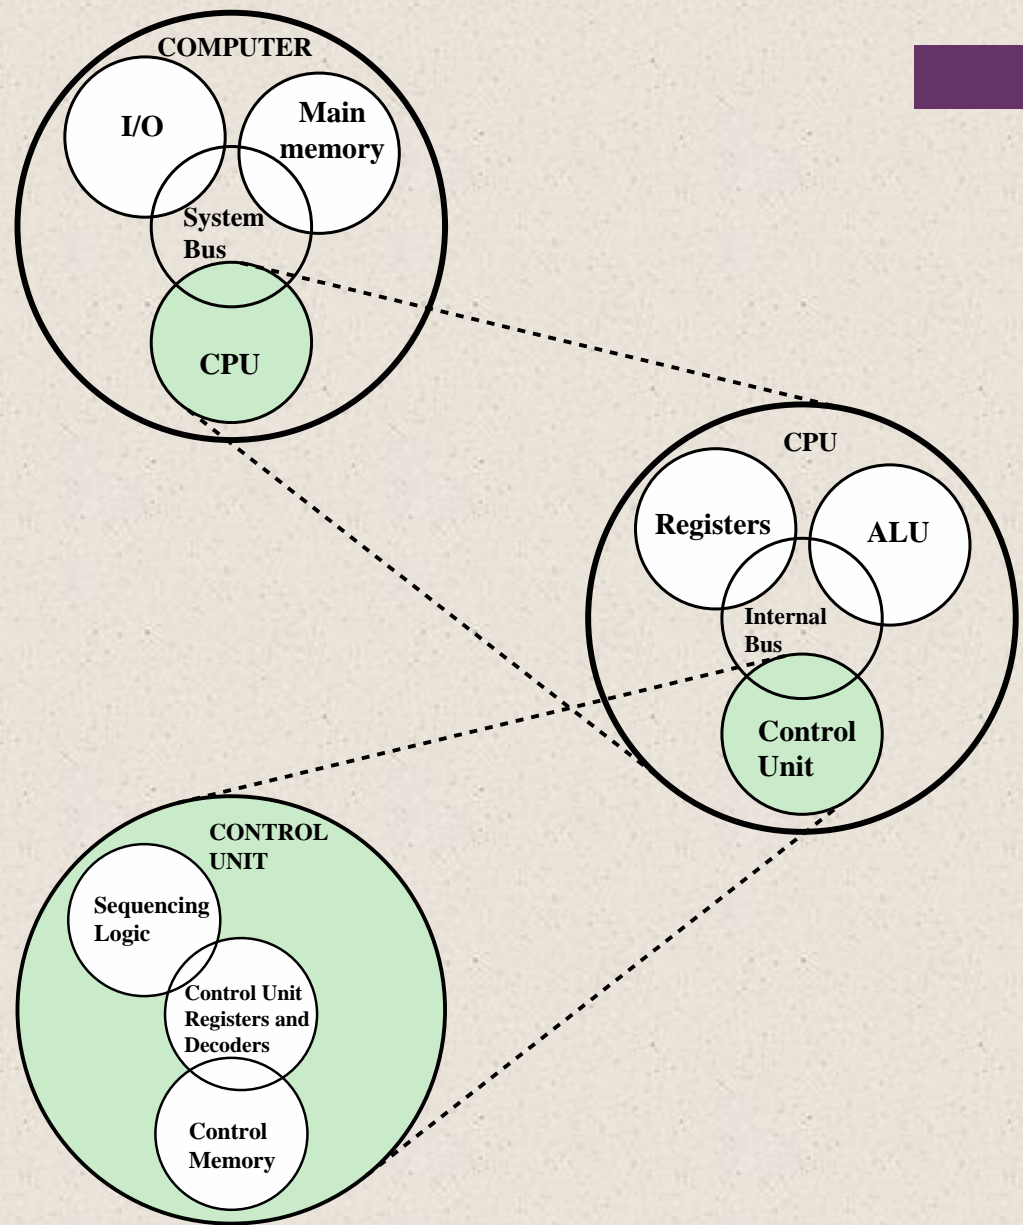 COMPUTER
I/O
Main
memory
System
Bus
CPU
CPU
Registers
ALU
Internal
Bus
Control
Unit
CONTROL
UNIT
Sequencing
Logic
Control Unit
Registers and
Decoders
Control
Memory